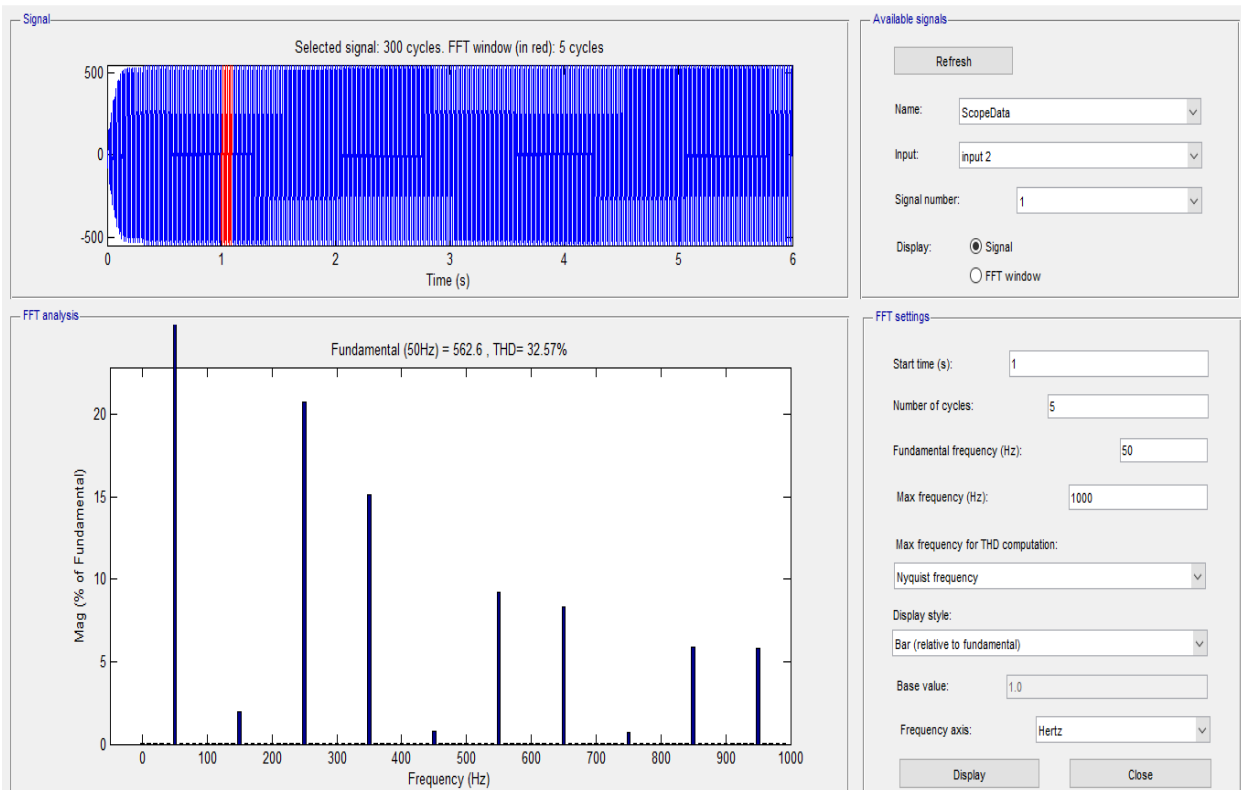 Signal
Selected signal: 300 cycles. FFT window (in red): 5 cycles
500
0
-500
0 1 2 3 4 5 6
Time (s)
Available signals
Refresh
Name: ScopeData
Input: input 2
Signal number: 1
Display: Signal
FFT window
FFT analysis
Fundamental (50Hz) = 562.6 , THD= 32.57%
20
15
10
5
0
Mag (% of Fundamental)
0 100 200 300 400 500 600 700 800 900 1000
Frequency (Hz)
FFT settings
Start time (s): 1
Number of cycles: 5
Fundamental frequency (Hz): 50
Max frequency (Hz): 1000
Max frequency for THD computation:
Nyquist frequency
Display style:
Bar (relative to fundamental)
Base value: 1.0
Frequency axis: Hertz
Display Close